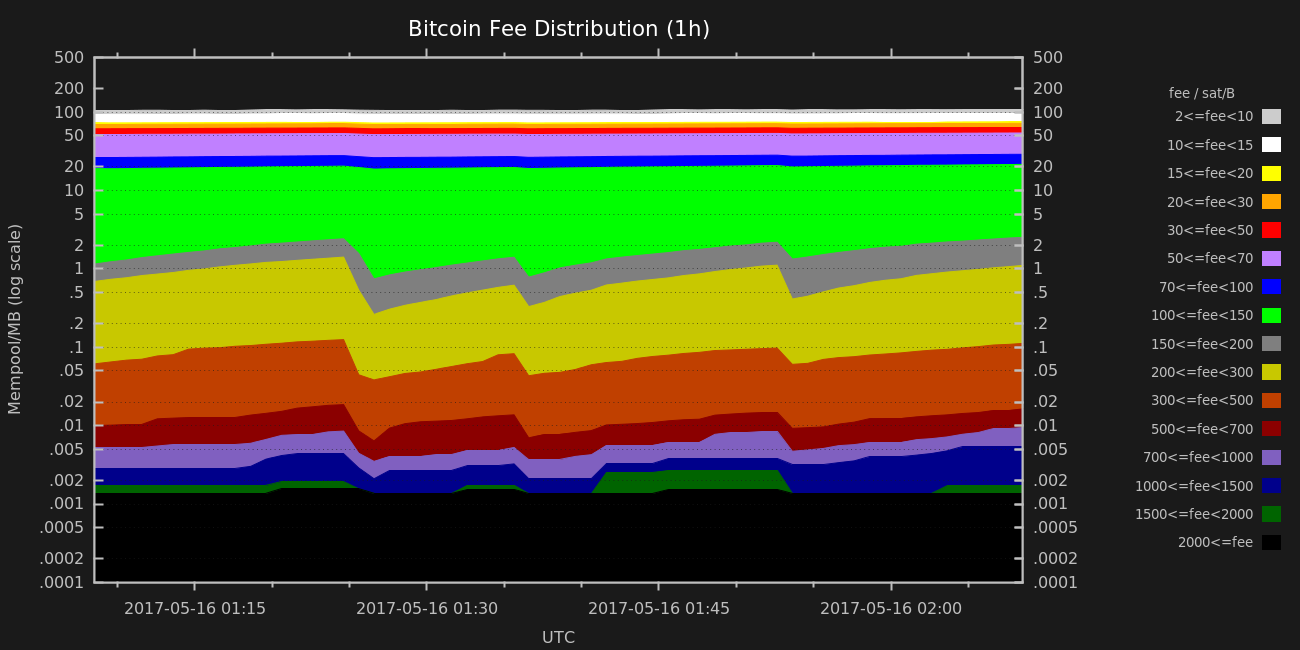 Bitcoin Fee Distribution (1h)
500 500
200 200
100 100
50 50
20 20
10 10
5 5
2 2
1 1
.5 .5
.2 .2
.1 .1
.05 .05
.02 .02
.01 .01
.005 .005
.002 .002
.001 .001
.0005 .0005
.0002 .0002
.0001 .0001
Mempool/MB (log scale)
2017-05-16 01:15 2017-05-16 01:30 2017-05-16 01:45 2017-05-16 02:00
UTC
fee / sat/B
2<=fee<10
10<=fee<15
15<=fee<20
20<=fee<30
30<=fee<50
50<=fee<70
70<=fee<100
100<=fee<150
150<=fee<200
200<=fee<300
300<=fee<500
500<=fee<700
700<=fee<1000
1000<=fee<1500
1500<=fee<2000
2000<=fee